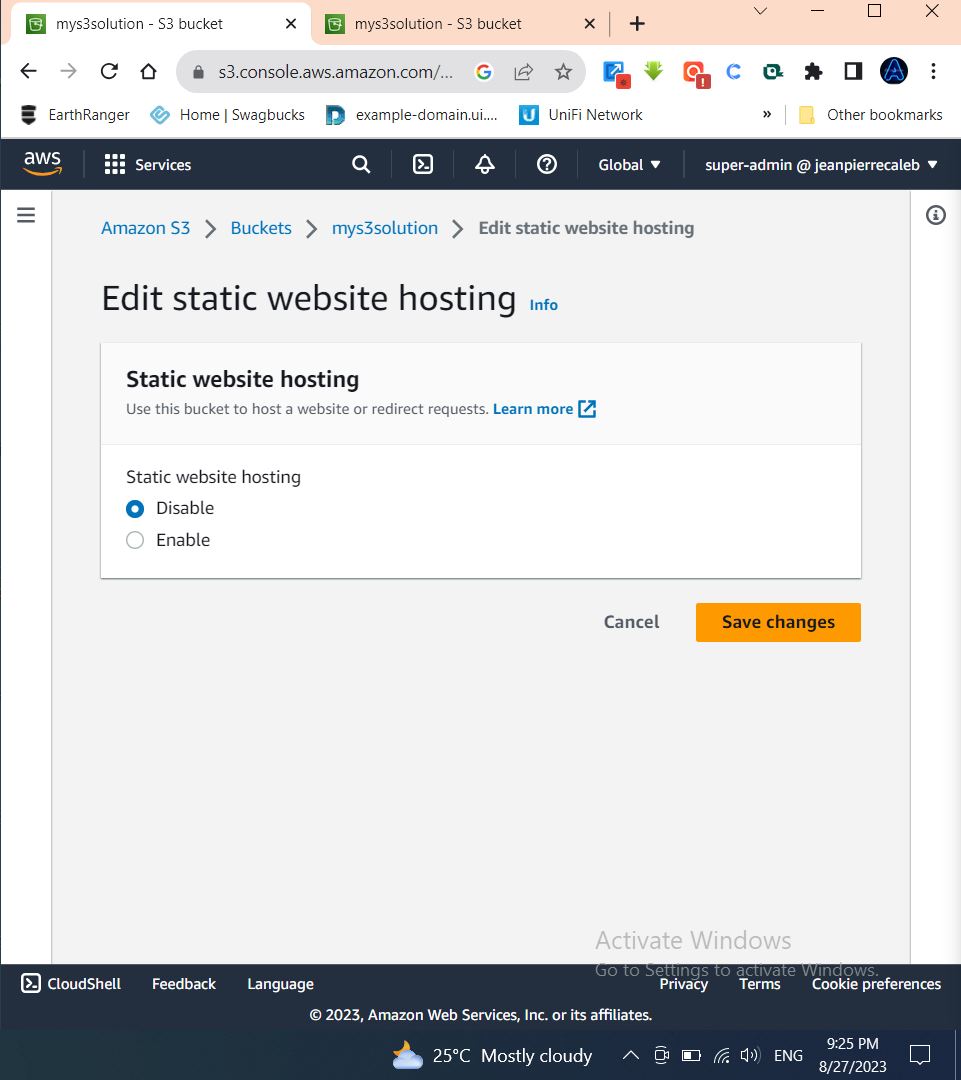 mys3solution - S3 bucket
mys3solution - S3 bucket
s3.console.aws.amazon.com/...
EarthRanger
Home | Swagbucks
example-domain.ui....
UniFi Network
»
Other bookmarks
aws
Services
Global
super-admin @ jeanpierrecaleb
Amazon S3
Buckets
mys3solution
Edit static website hosting
Edit static website hosting Info
Static website hosting
Use this bucket to host a website or redirect requests. Learn more
Static website hosting
Disable
Enable
Cancel
Save changes
Activate Windows
Go to Settings to activate Windows.
CloudShell
Feedback
Language
Privacy
Terms
Cookie preferences
© 2023, Amazon Web Services, Inc. or its affiliates.
25°C Mostly cloudy
ENG
9:25 PM
8/27/2023